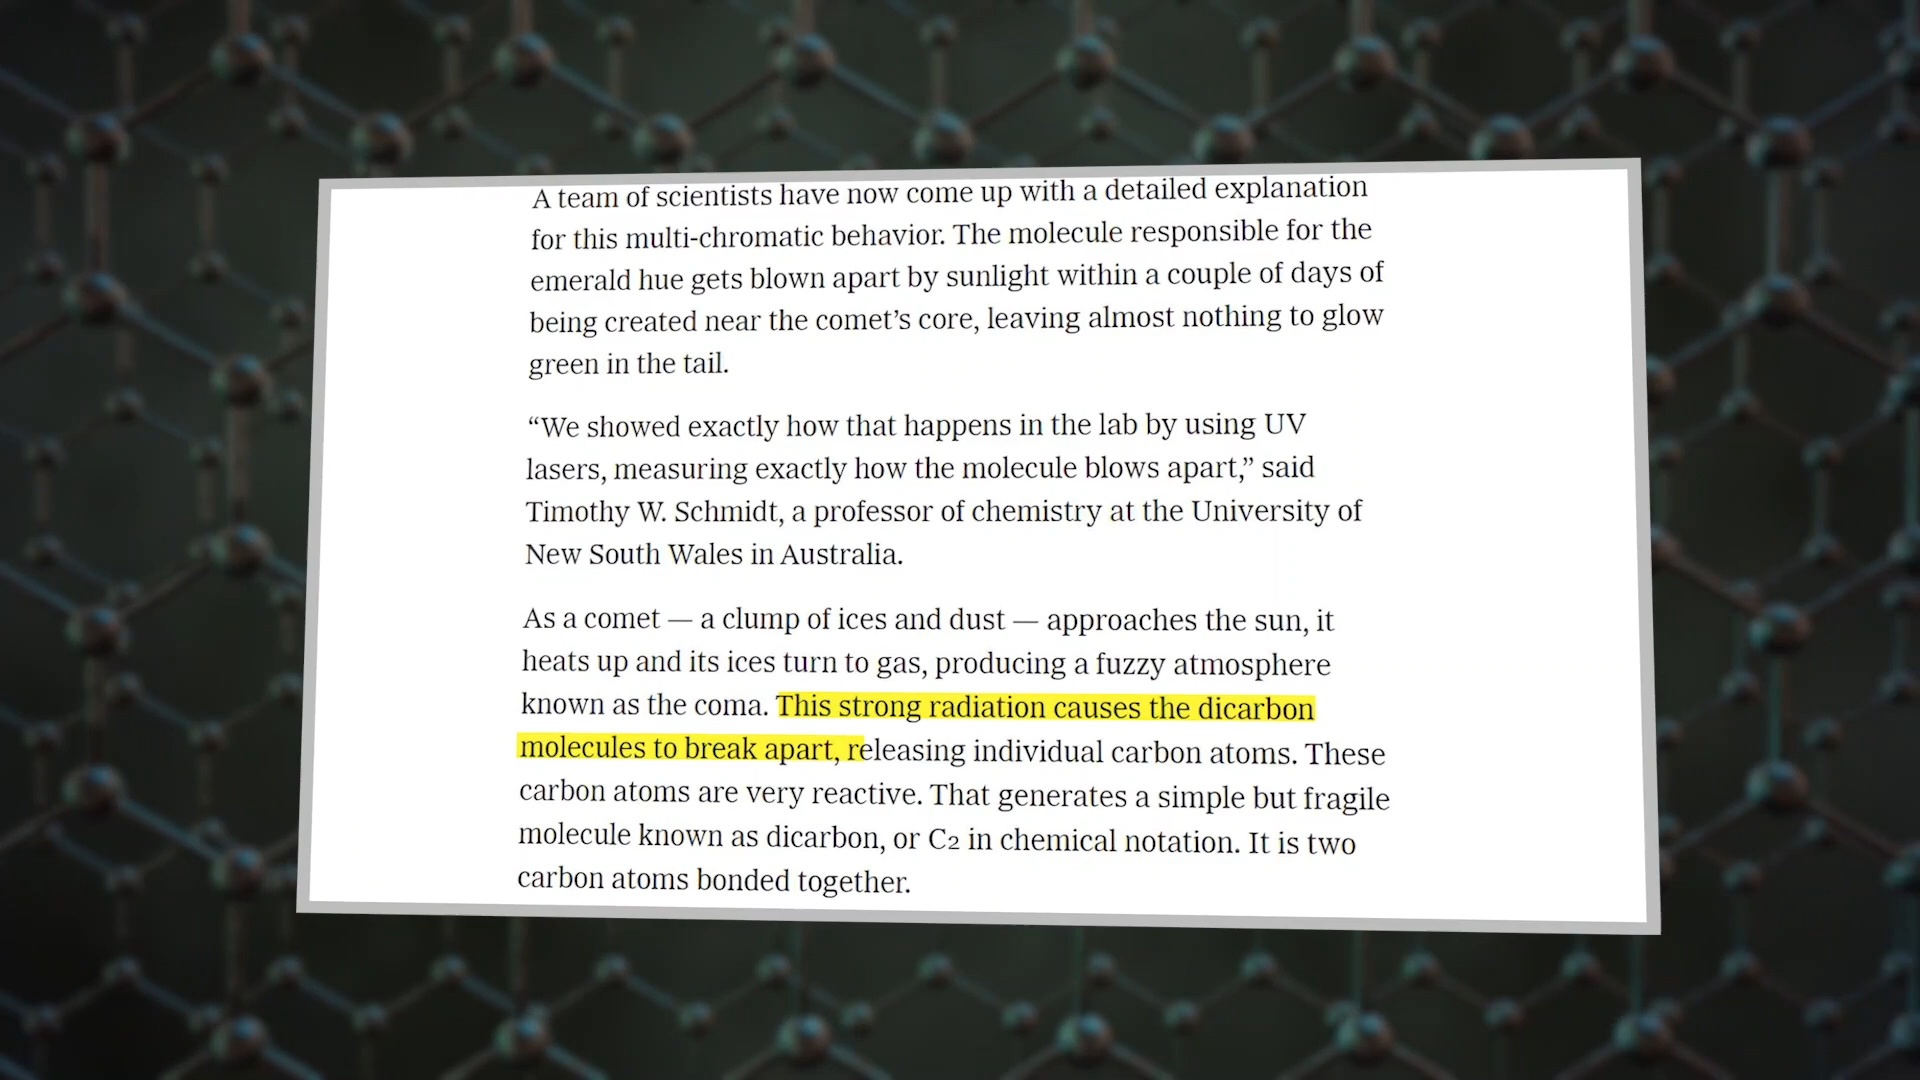 A team of scientists have now come up with a detailed explanation
for this multi-chromatic behavior. The molecule responsible for the
emerald hue gets blown apart by sunlight within a couple of days of
being created near the comet’s core, leaving almost nothing to glow
green in the tail.
“We showed exactly how that happens in the lab by using UV
lasers, measuring exactly how the molecule blows apart,” said
Timothy W. Schmidt, a professor of chemistry at the University of
New South Wales in Australia.
As a comet — a clump of ices and dust — approaches the sun, it
heats up and its ices turn to gas, producing a fuzzy atmosphere
known as the coma. This strong radiation causes the dicarbon
molecules to break apart, releasing individual carbon atoms. These
carbon atoms are very reactive. That generates a simple but fragile
molecule known as dicarbon, or C2 in chemical notation. It is two
carbon atoms bonded together.